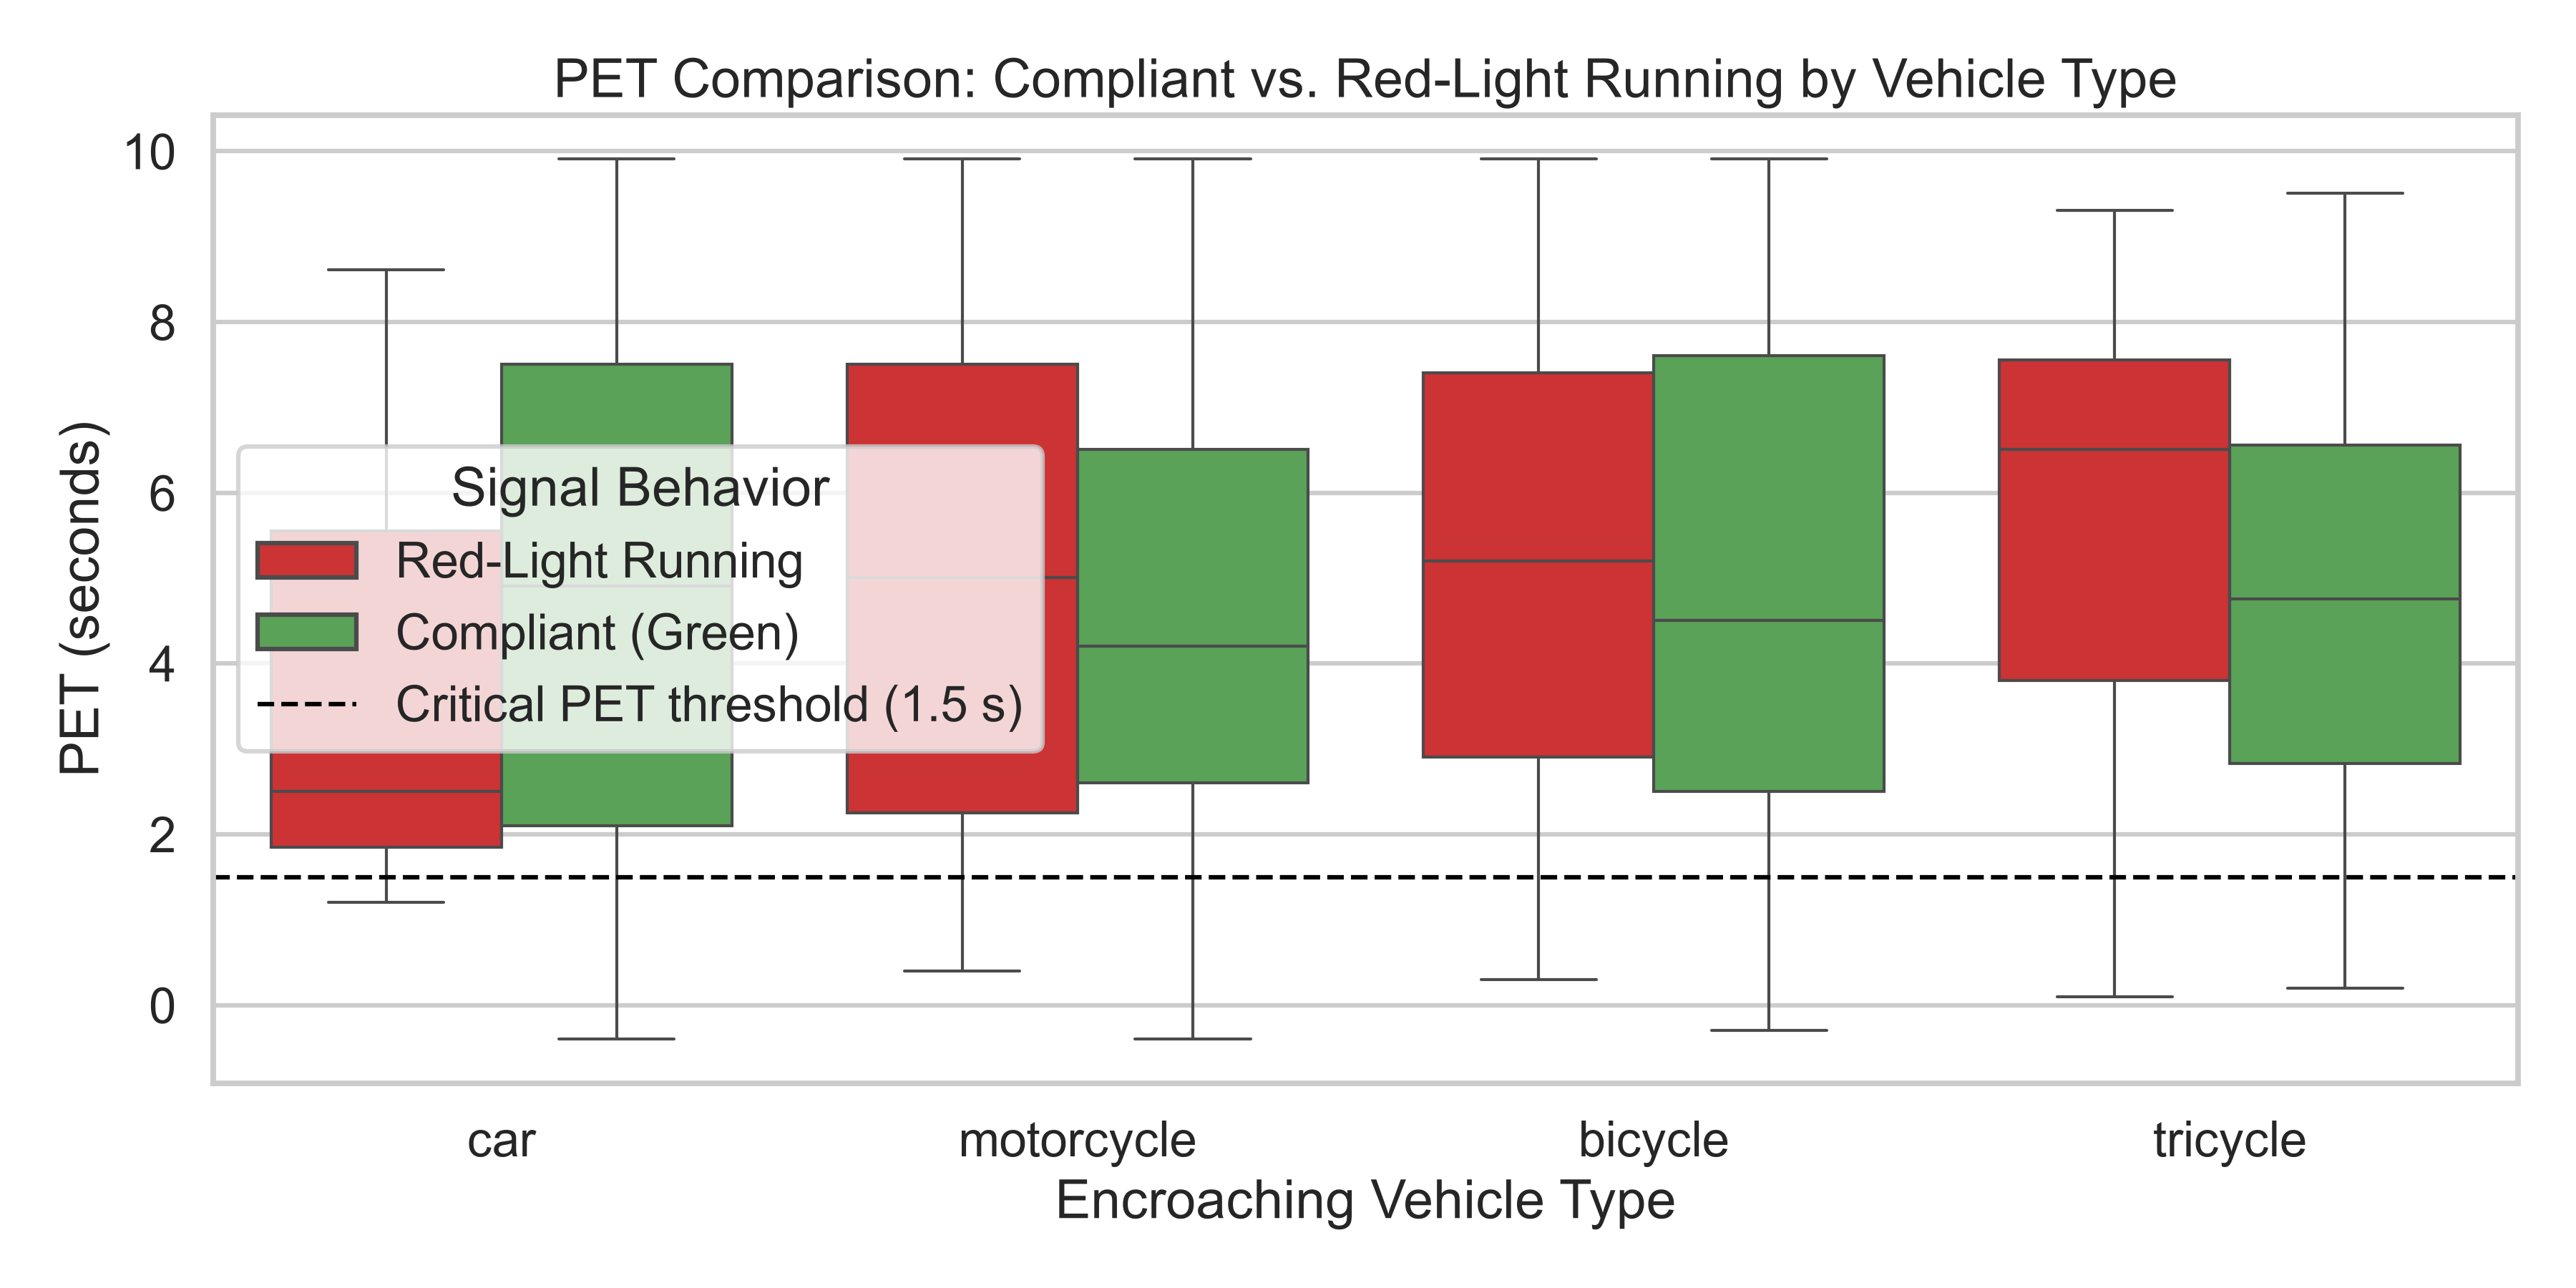 PET Comparison: Compliant vs. Red-Light Running by Vehicle Type
PET (seconds)
10
8
6
4
2
0
Signal Behavior
Red-Light Running
Compliant (Green)
Critical PET threshold (1.5 s)
car
motorcycle
bicycle
tricycle
Encroaching Vehicle Type